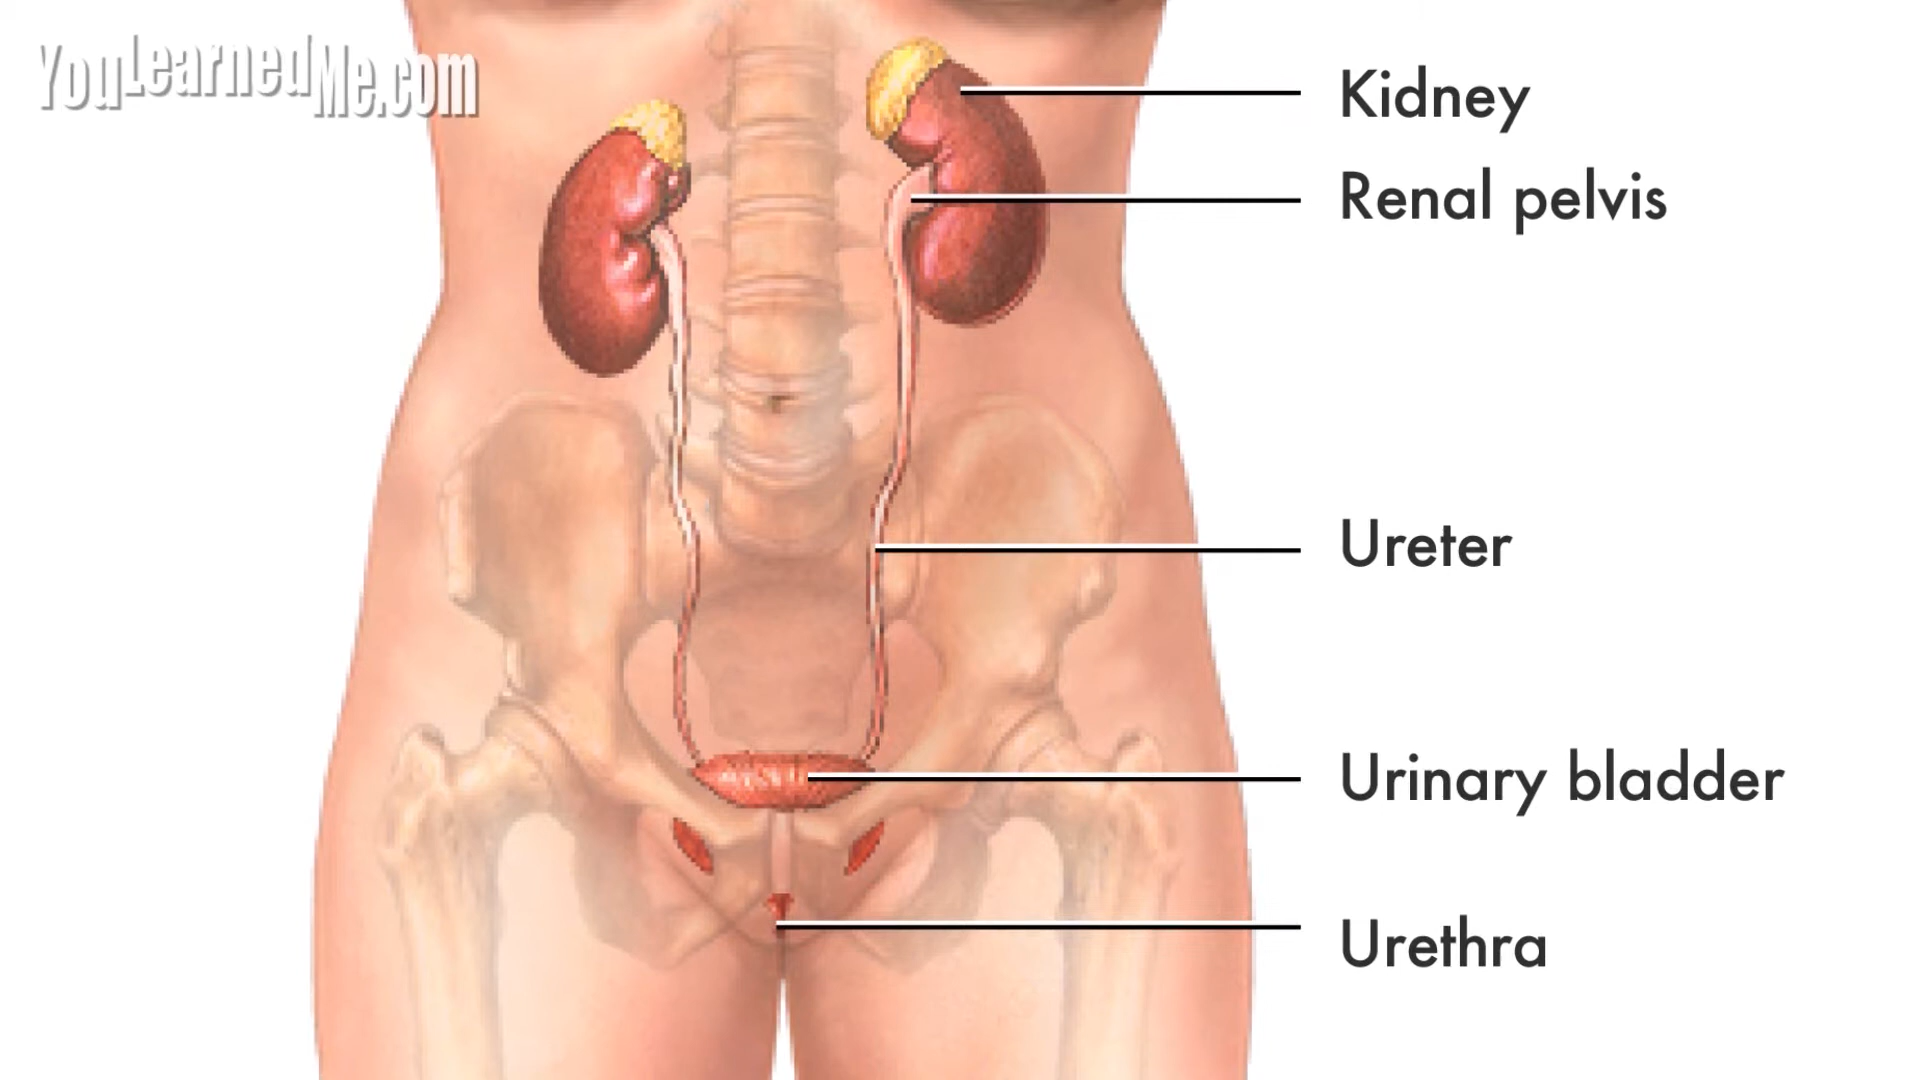 YouLearnedMe.com
Kidney
Renal pelvis
Ureter
Urinary bladder
Urethra